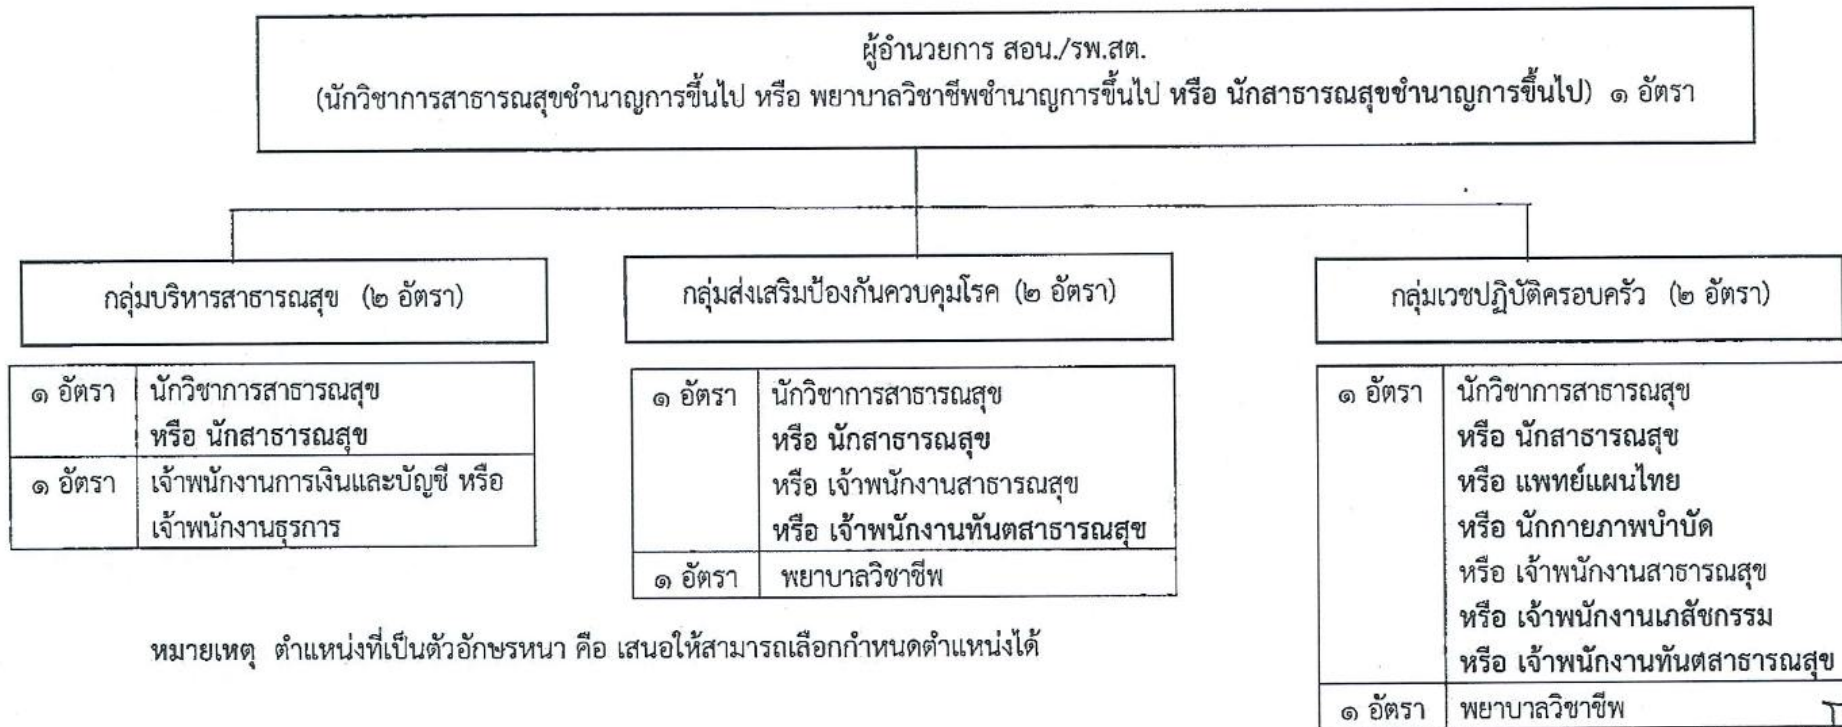 ผู้อำนวยการ สอน./รพ.สต.
(นักวิชาการสาธารณสุขชำนาญการขึ้นไป หรือ พยาบาลวิชาชีพชำนาญการขึ้นไป หรือ นักสาธารณสุขชำนาญการขึ้นไป) ๑ อัตรา
กลุ่มบริหารสาธารณสุข (๒ อัตรา)
๑ อัตรา นักวิชาการสาธารณสุข
หรือ นักสาธารณสุข
๑ อัตรา เจ้าพนักงานการเงินและบัญชี หรือ
เจ้าพนักงานธุรการ
กลุ่มส่งเสริมป้องกันควบคุมโรค (๒ อัตรา)
๑ อัตรา นักวิชาการสาธารณสุข
หรือ นักสาธารณสุข
หรือ เจ้าพนักงานสาธารณสุข
หรือ เจ้าพนักงานทันตสาธารณสุข
๑ อัตรา พยาบาลวิชาชีพ
กลุ่มเวชปฏิบัติครอบครัว (๒ อัตรา)
๑ อัตรา นักวิชาการสาธารณสุข
หรือ นักสาธารณสุข
หรือ แพทย์แผนไทย
หรือ นักกายภาพบำบัด
หรือ เจ้าพนักงานสาธารณสุข
หรือ เจ้าพนักงานเภสัชกรรม
หรือ เจ้าพนักงานทันตสาธารณสุข
๑ อัตรา พยาบาลวิชาชีพ
หมายเหตุ ตำแหน่งที่เป็นตัวอักษรหนา คือ เสนอให้สามารถเลือกกำหนดตำแหน่งได้